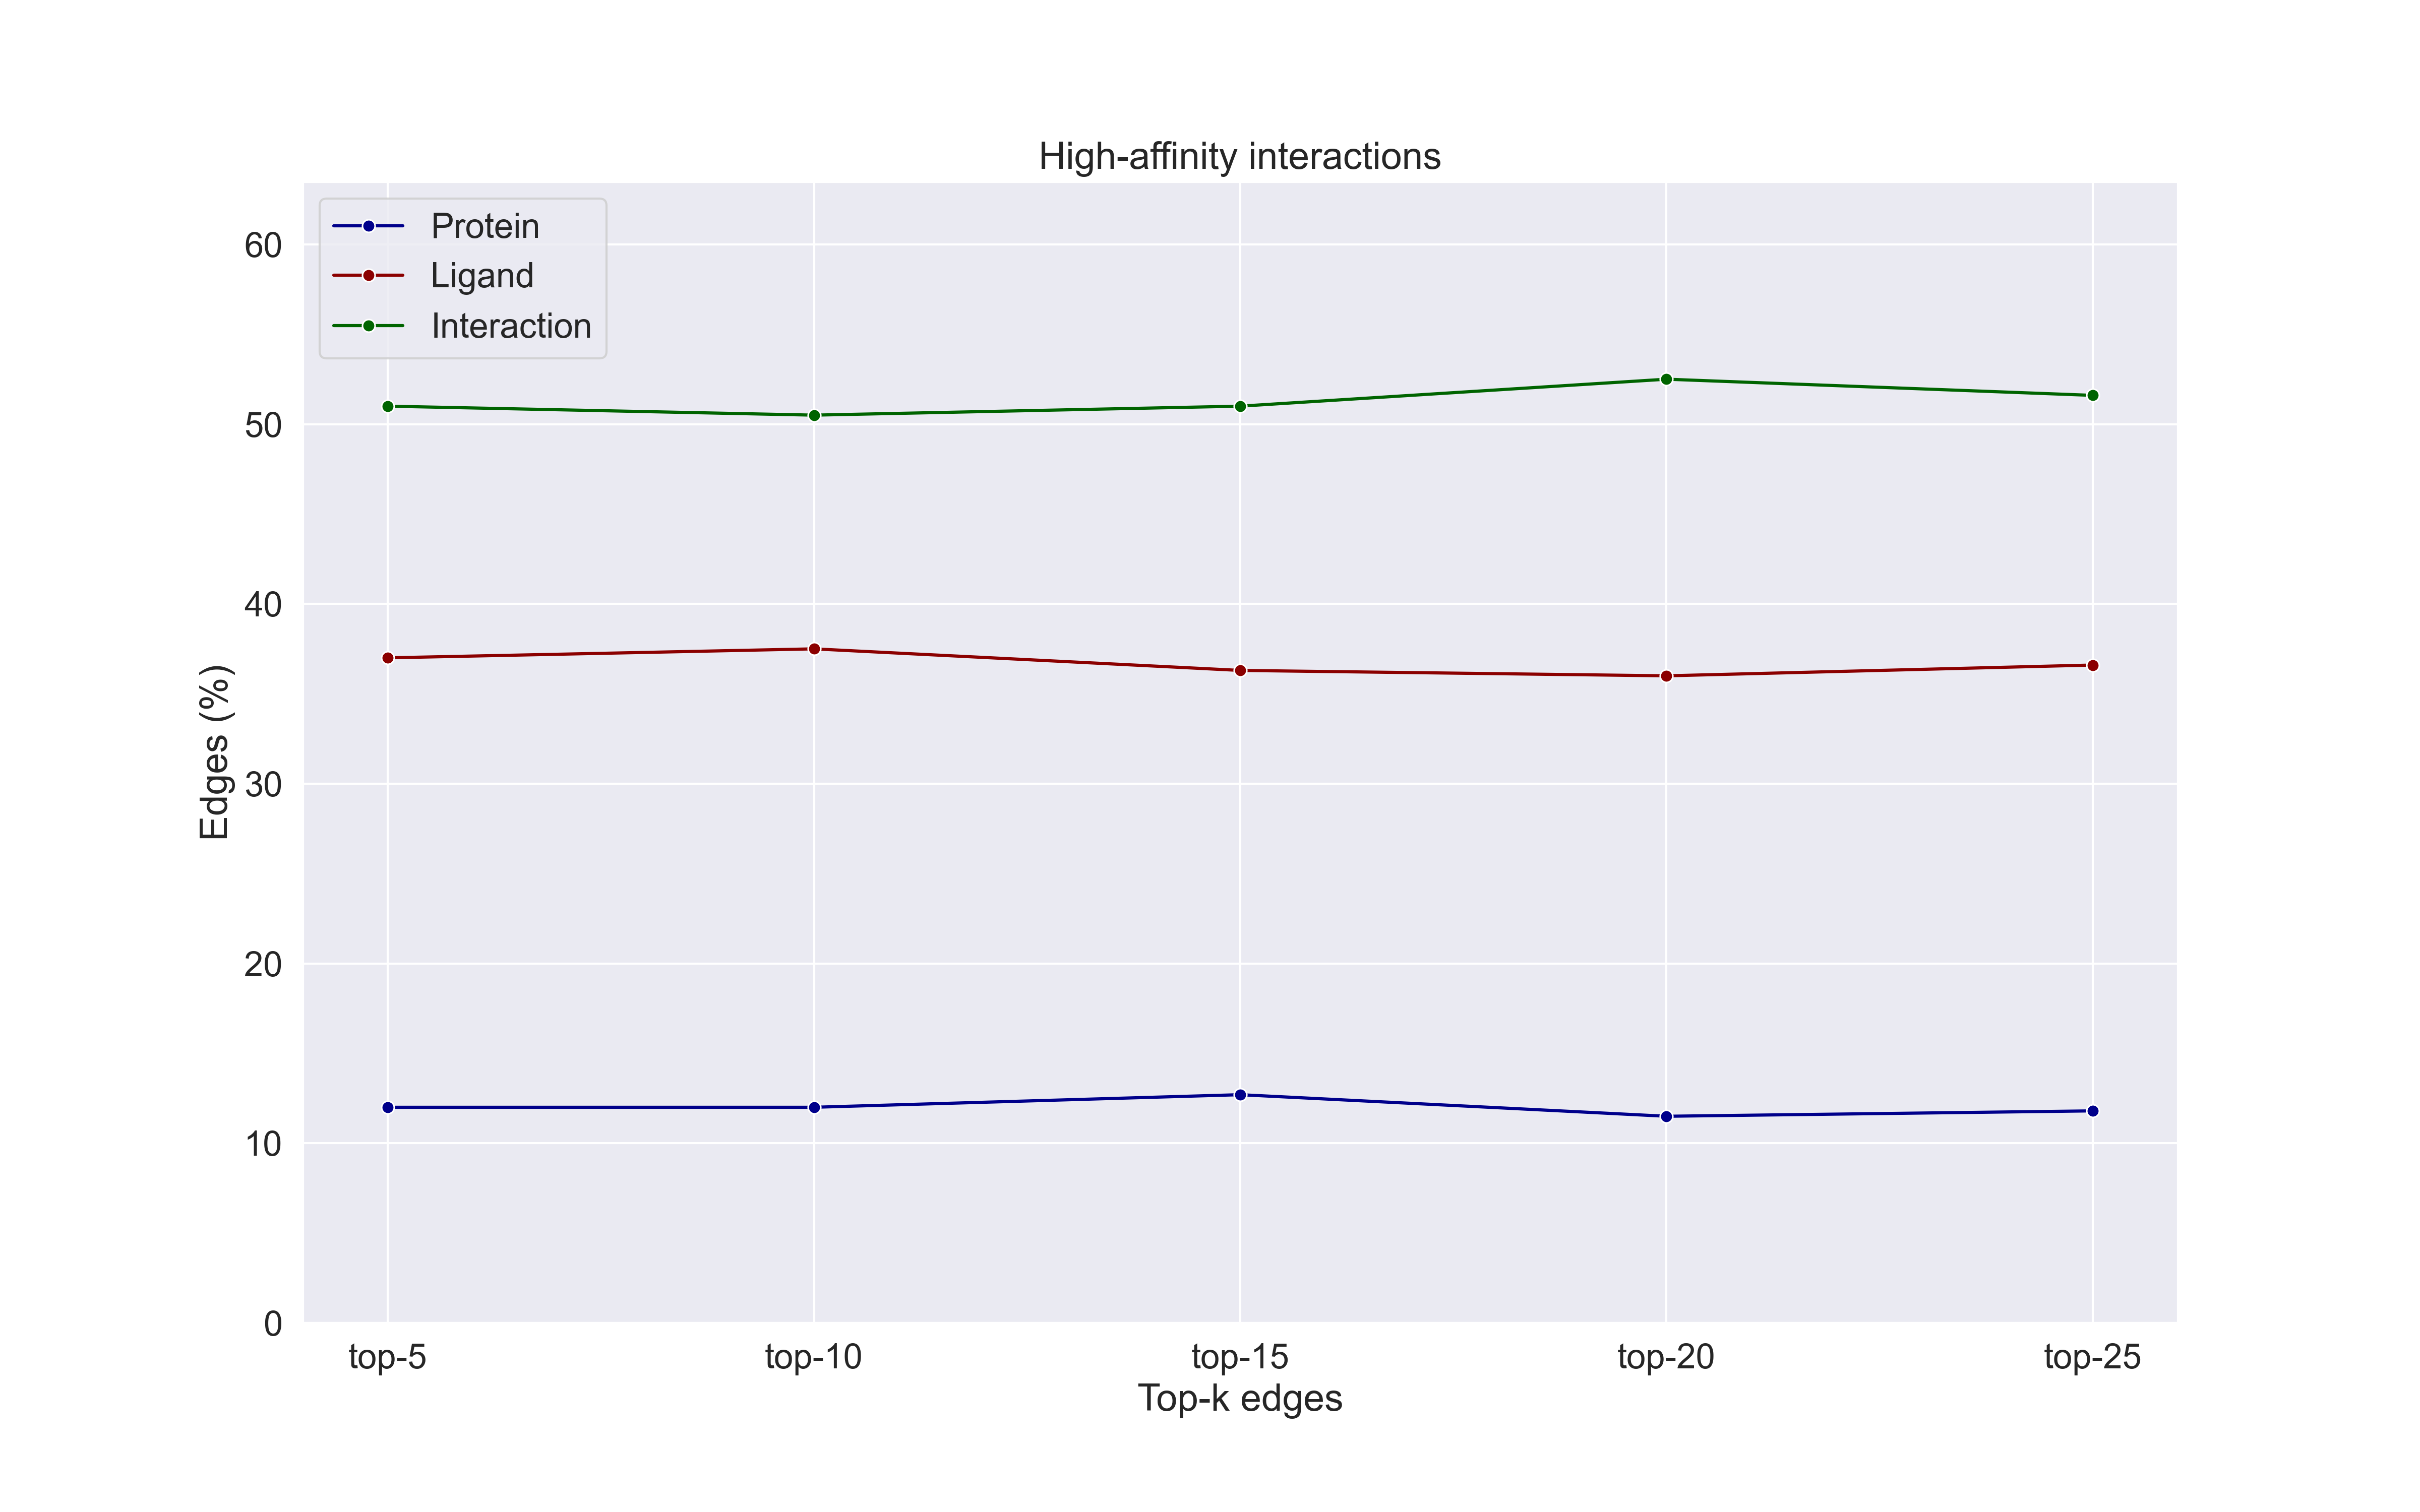 High-affinity interactions
Protein
Ligand
Interaction
60
50
40
30
20
10
0
Edges (%)
top-5 top-10 top-15 top-20 top-25
Top-k edges